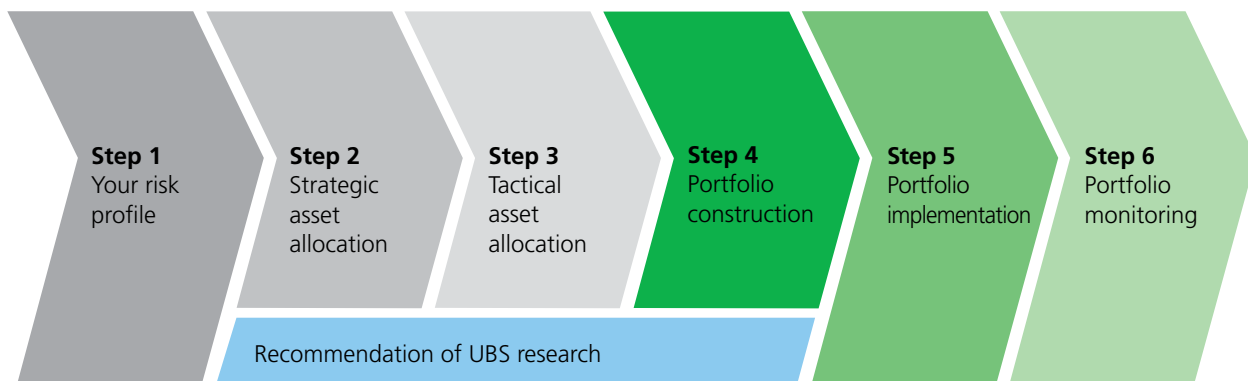 Step 1
Your risk
profile
Step 2
Strategic
asset
allocation
Step 3
Tactical
asset
allocation
Step 4
Portfolio
construction
Step 5
Portfolio
implementation
Step 6
Portfolio
monitoring
Recommendation of UBS research